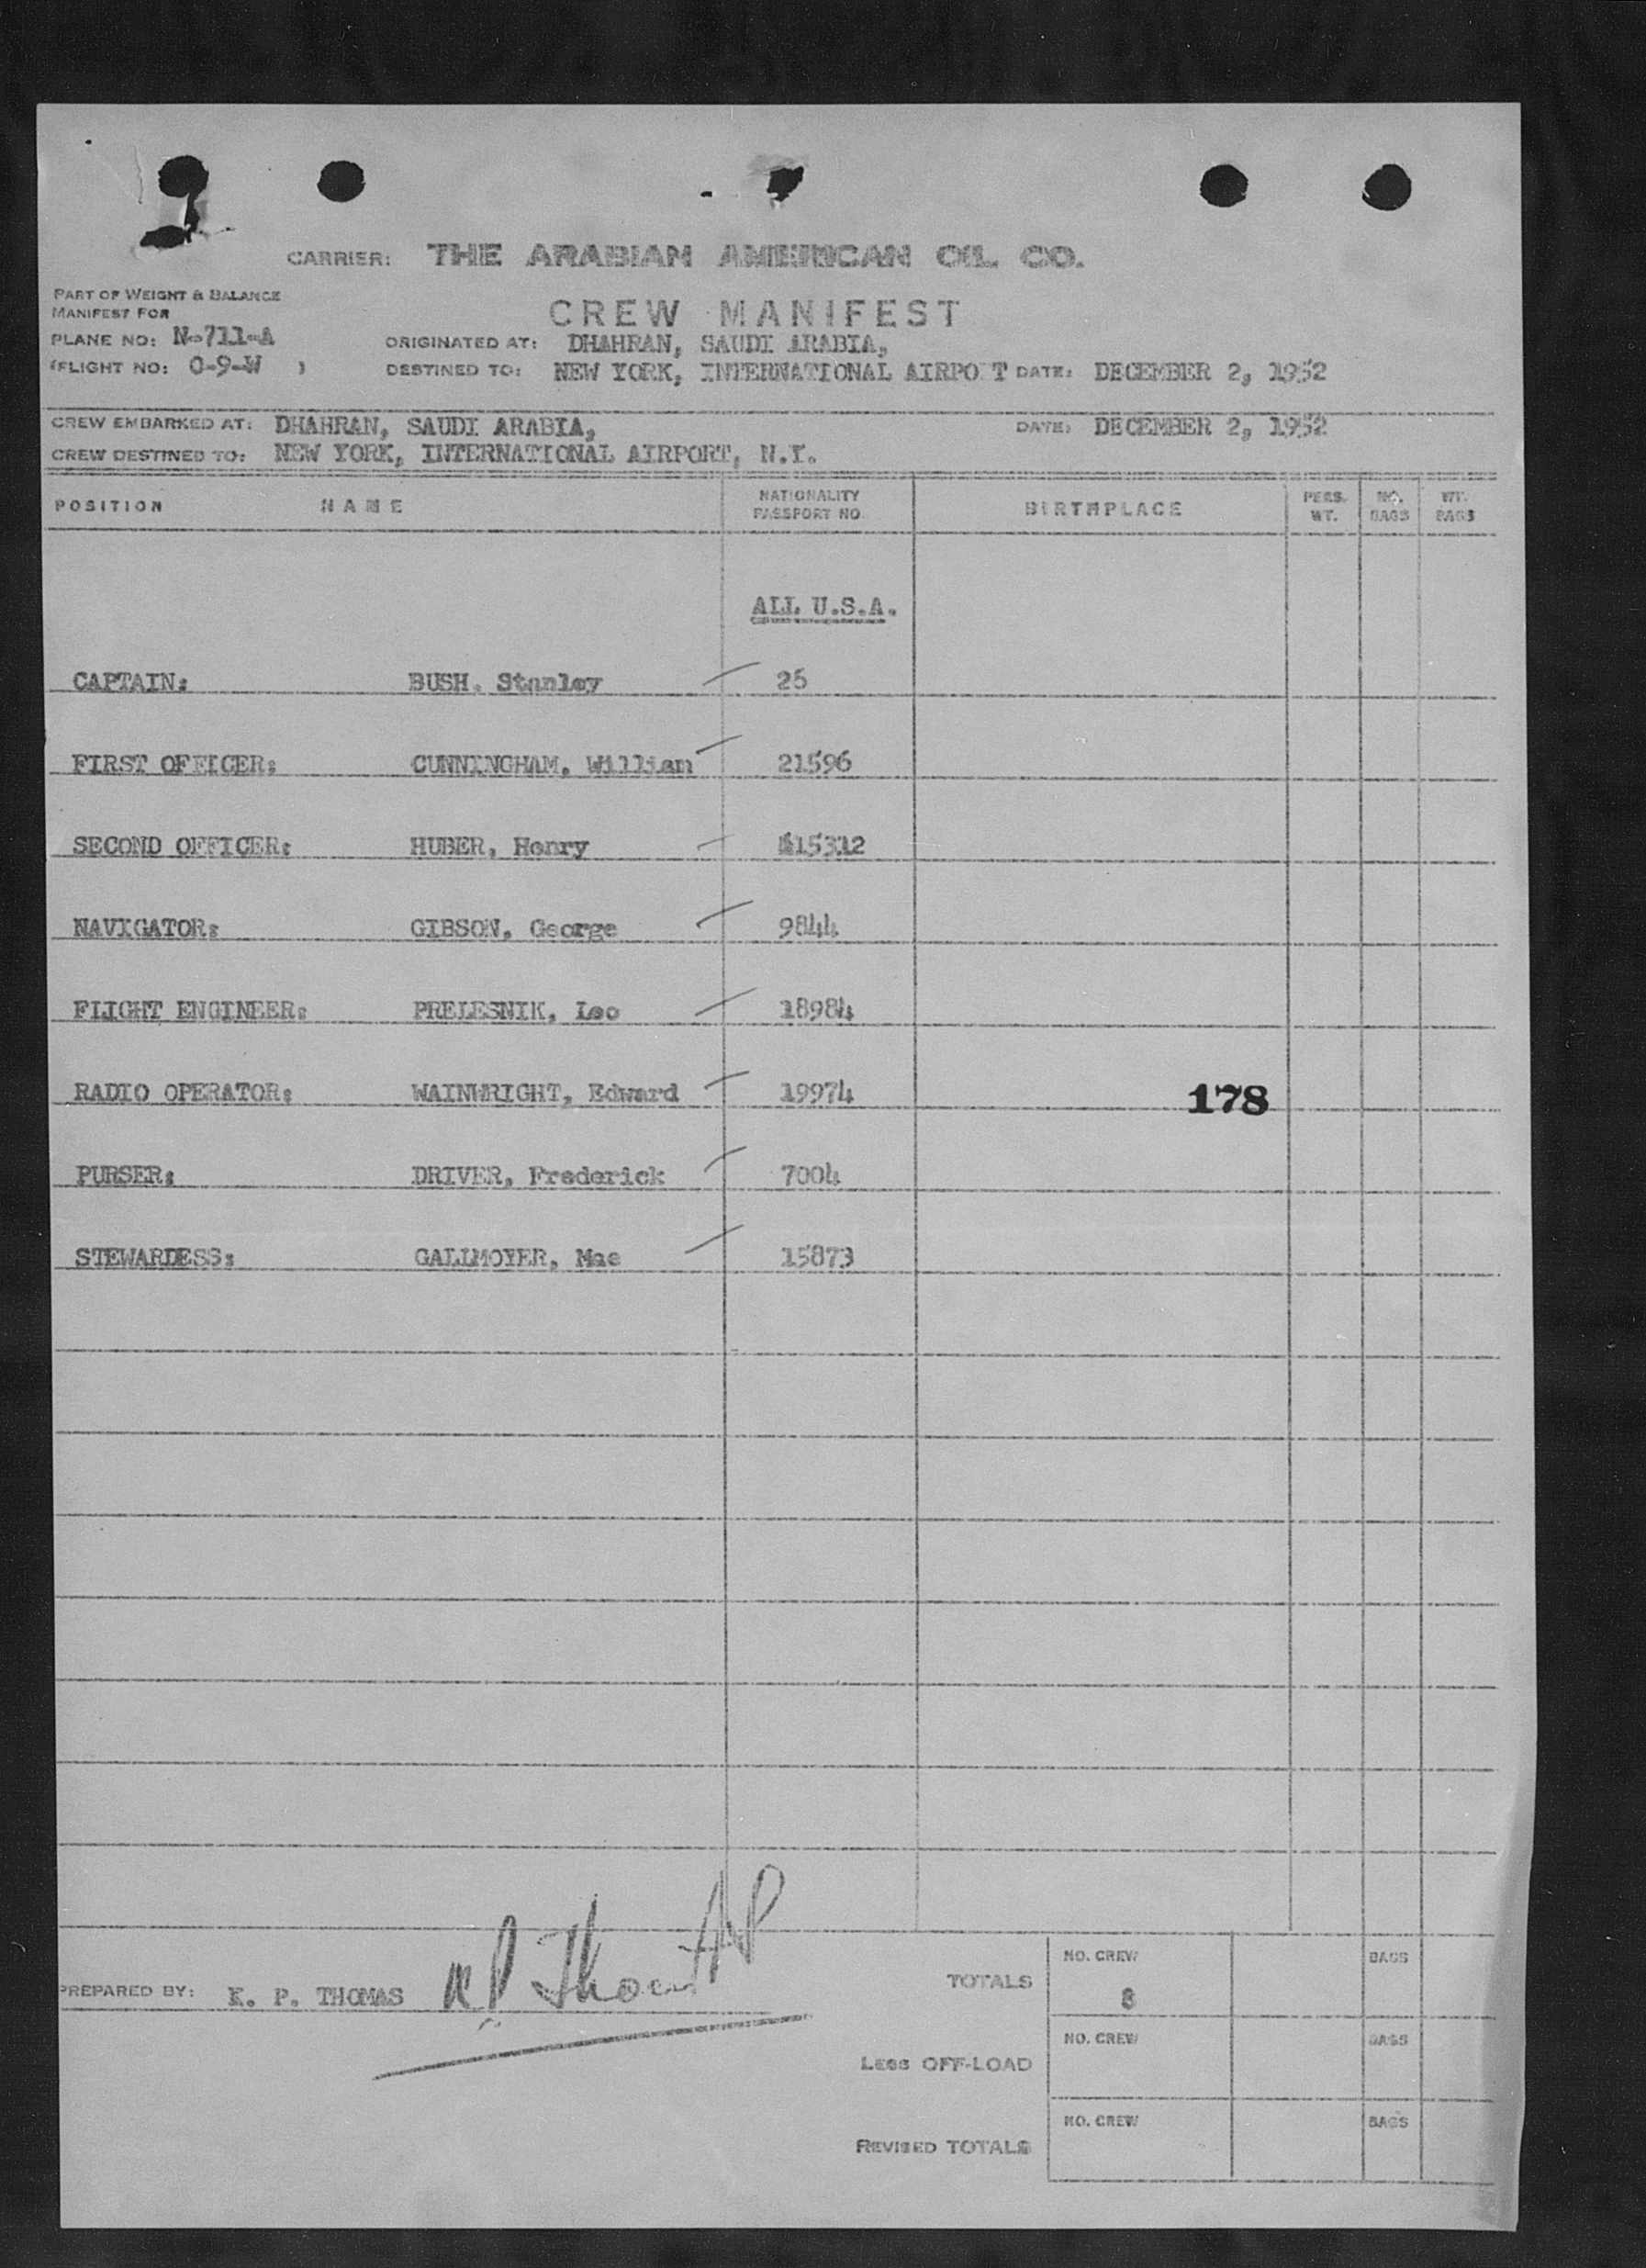 CARRIER: THE ARABIAN AMERICAN OIL CO.
PART OF WEIGHT & BALANCE
MANIFEST FOR
CREW MANIFEST
PLANE NO: N-711-A ORIGINATED AT: DHAHRAN, SAUDI ARABIA,
(FLIGHT NO: O-9-W ) DESTINED TO: NEW YORK, INTERNATIONAL AIRPO T DATE: DECEMBER 2, 1952
CREW EMBARKED AT: DHAHRAN, SAUDI ARABIA, DATE: DECEMBER 2, 1952
CREW DESTINED TO: NEW YORK, INTERNATIONAL AIRPORT, N.Y.
POSITION NAME NATIONALITY PASSPORT NO. BIRTHPLACE PERS. WT. NO. BAGS WT. BAGS
ALL U.S.A.
CAPTAIN: BUSH, Stanley 26
FIRST OFFICER: CUNNINGHAM, William 21596
SECOND OFFICER: HUBER, Henry 15312
NAVIGATOR: GIBSON, George 9844
FLIGHT ENGINEER: PRELESNIK, Leo 18984
RADIO OPERATOR: WAINWRIGHT, Edward 19974 178
PURSER: DRIVER, Frederick 7004
STEWARDESS: GALLMOYER, Mae 15873
NO. CREW BAGS
TOTALS 8
PREPARED BY: K. P. THOMAS KP Thomas
NO. CREW BAGS
LESS OFF-LOAD
NO. CREW BAGS
REVISED TOTALS